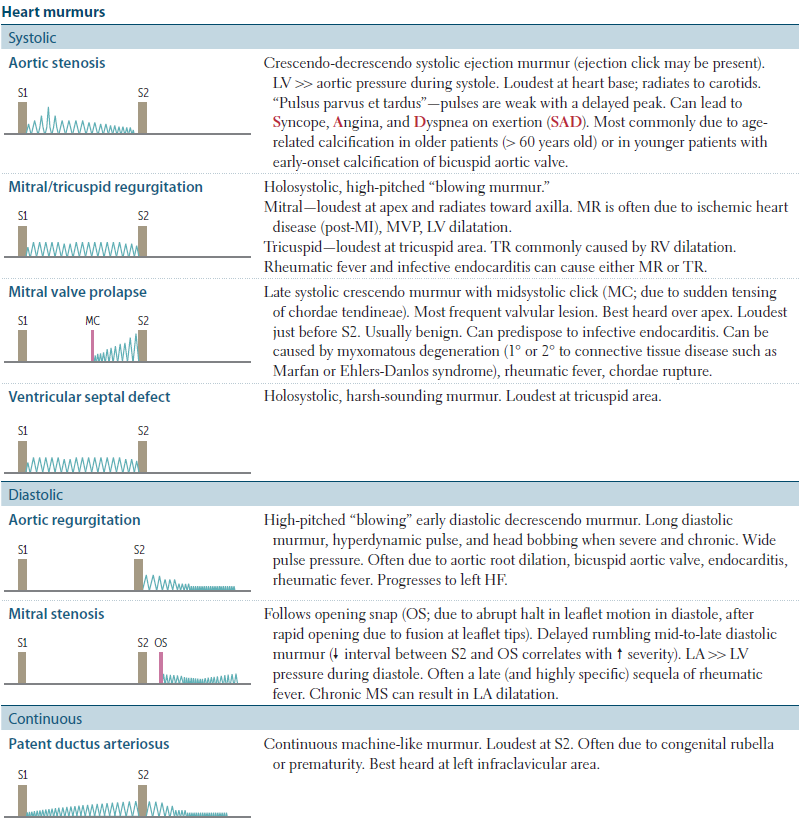 Heart murmurs
Systolic
Aortic stenosis
S1 S2
Crescendo-decrescendo systolic ejection murmur (ejection click may be present).
LV >> aortic pressure during systole. Loudest at heart base; radiates to carotids.
“Pulsus parvus et tardus”—pulses are weak with a delayed peak. Can lead to
Syncope, Angina, and Dyspnea on exertion (SAD). Most commonly due to age-
related calcification in older patients (> 60 years old) or in younger patients with
early-onset calcification of bicuspid aortic valve.
Mitral/tricuspid regurgitation
S1 S2
Holosystolic, high-pitched “blowing murmur.”
Mitral—loudest at apex and radiates toward axilla. MR is often due to ischemic heart
disease (post-MI), MVP, LV dilatation.
Tricuspid—loudest at tricuspid area. TR commonly caused by RV dilatation.
Rheumatic fever and infective endocarditis can cause either MR or TR.
Mitral valve prolapse
S1 MC S2
Late systolic crescendo murmur with midsystolic click (MC; due to sudden tensing
of chordae tendineae). Most frequent valvular lesion. Best heard over apex. Loudest
just before S2. Usually benign. Can predispose to infective endocarditis. Can be
caused by myxomatous degeneration (1° or 2° to connective tissue disease such as
Marfan or Ehlers-Danlos syndrome), rheumatic fever, chordae rupture.
Ventricular septal defect
S1 S2
Holosystolic, harsh-sounding murmur. Loudest at tricuspid area.
Diastolic
Aortic regurgitation
S1 S2
High-pitched “blowing” early diastolic decrescendo murmur. Long diastolic
murmur, hyperdynamic pulse, and head bobbing when severe and chronic. Wide
pulse pressure. Often due to aortic root dilation, bicuspid aortic valve, endocarditis,
rheumatic fever. Progresses to left HF.
Mitral stenosis
S1 S2 OS
Follows opening snap (OS; due to abrupt halt in leaflet motion in diastole, after
rapid opening due to fusion at leaflet tips). Delayed rumbling mid-to-late diastolic
murmur (↓ interval between S2 and OS correlates with ↑ severity). LA >> LV
pressure during diastole. Often a late (and highly specific) sequela of rheumatic
fever. Chronic MS can result in LA dilatation.
Continuous
Patent ductus arteriosus
S1 S2
Continuous machine-like murmur. Loudest at S2. Often due to congenital rubella
or prematurity. Best heard at left infraclavicular area.